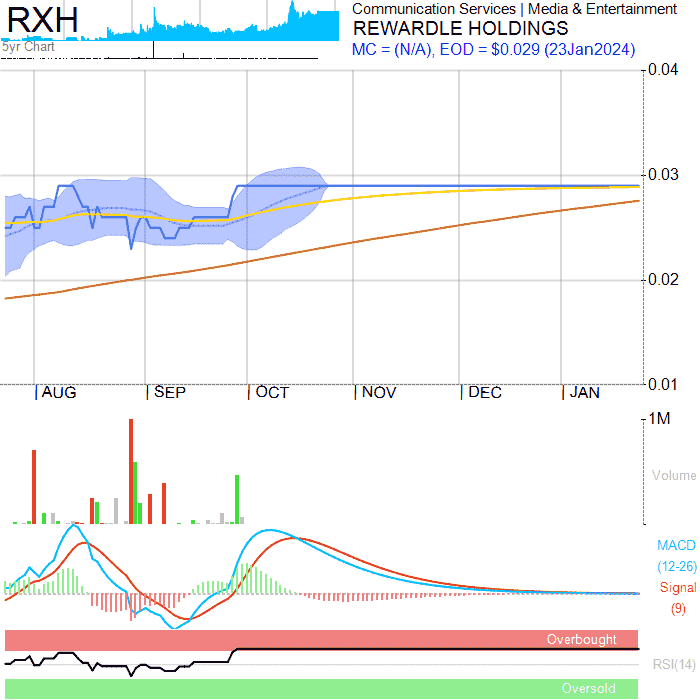 RXH
Communication Services | Media & Entertainment
REWARDLE HOLDINGS
MC = (N/A), EOD = $0.029 (23Jan2024)
5yr Chart
0.04
0.03
0.02
0.01
AUG SEP OCT NOV DEC JAN
1M
Volume
MACD
(12-26)
Signal
(9)
Overbought
RSI(14)
Oversold